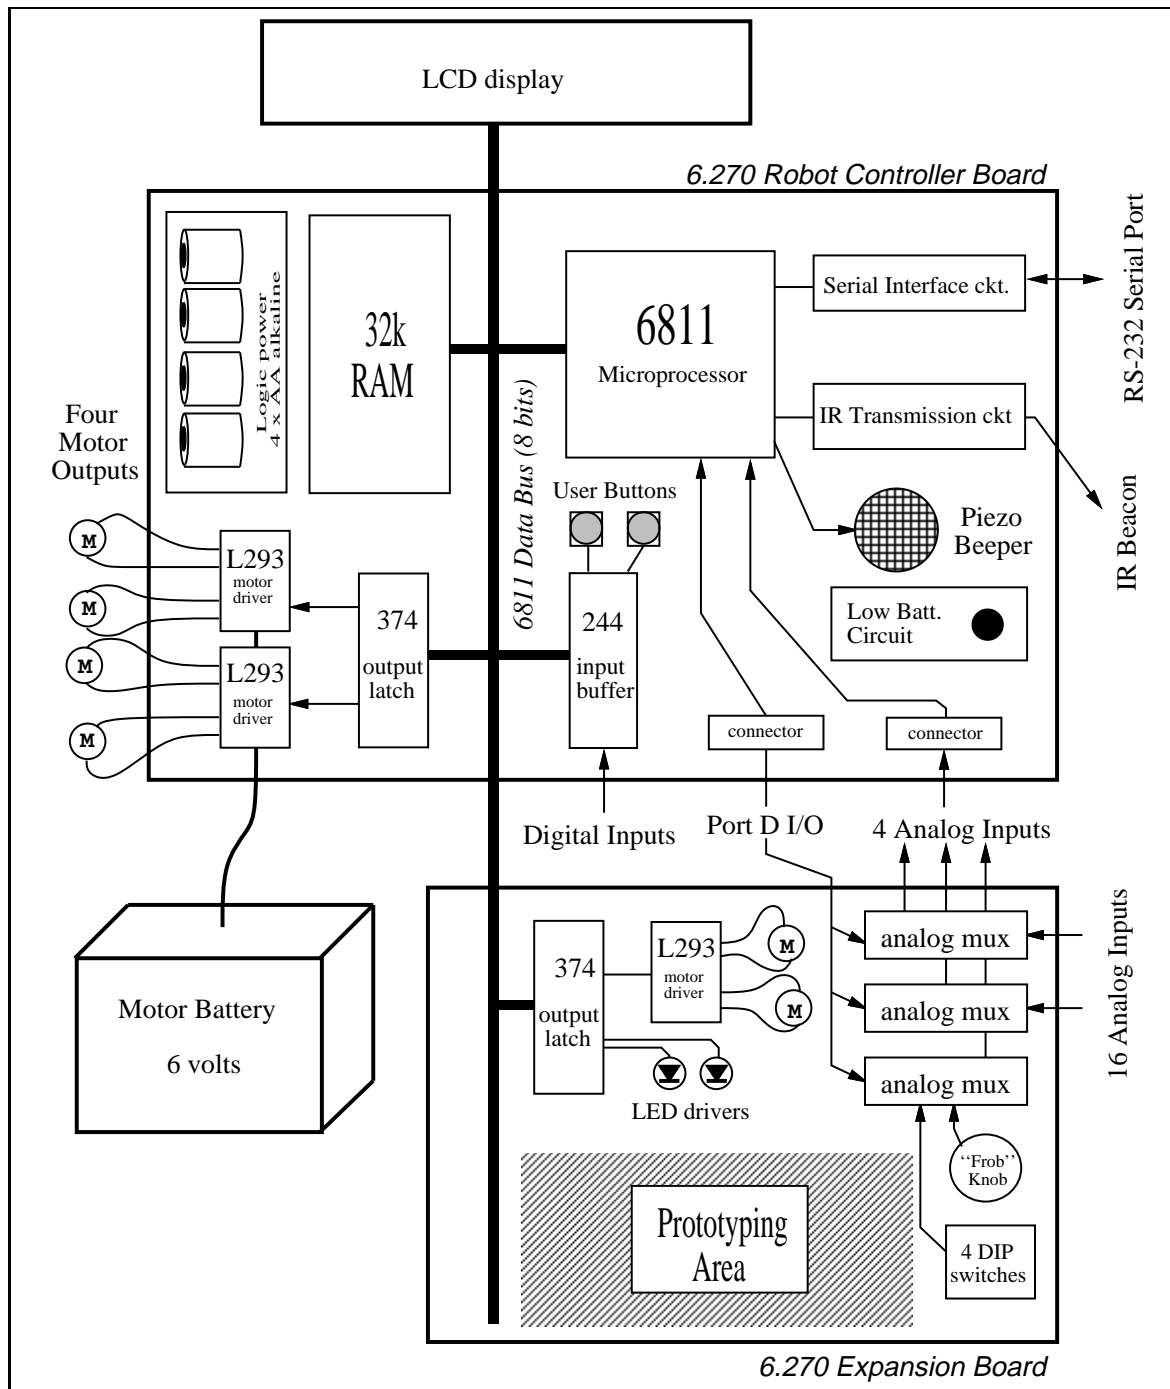 LCD display
6.270 Robot Controller Board
Logic power
4 x AA alkaline
32k
RAM
6811
Microprocessor
Serial Interface ckt.
RS-232 Serial Port
IR Transmission ckt
IR Beacon
6811 Data Bus (8 bits)
Four
Motor
Outputs
User Buttons
Piezo
Beeper
M
M
M
M
L293
motor
driver
L293
motor
driver
374
output
latch
244
input
buffer
Low Batt.
Circuit
connector
connector
Digital Inputs
Port D I/O
4 Analog Inputs
Motor Battery
6 volts
374
output
latch
L293
motor
driver
M
M
LED drivers
analog mux
analog mux
analog mux
16 Analog Inputs
‘‘Frob’’
Knob
4 DIP
switches
Prototyping
Area
6.270 Expansion Board